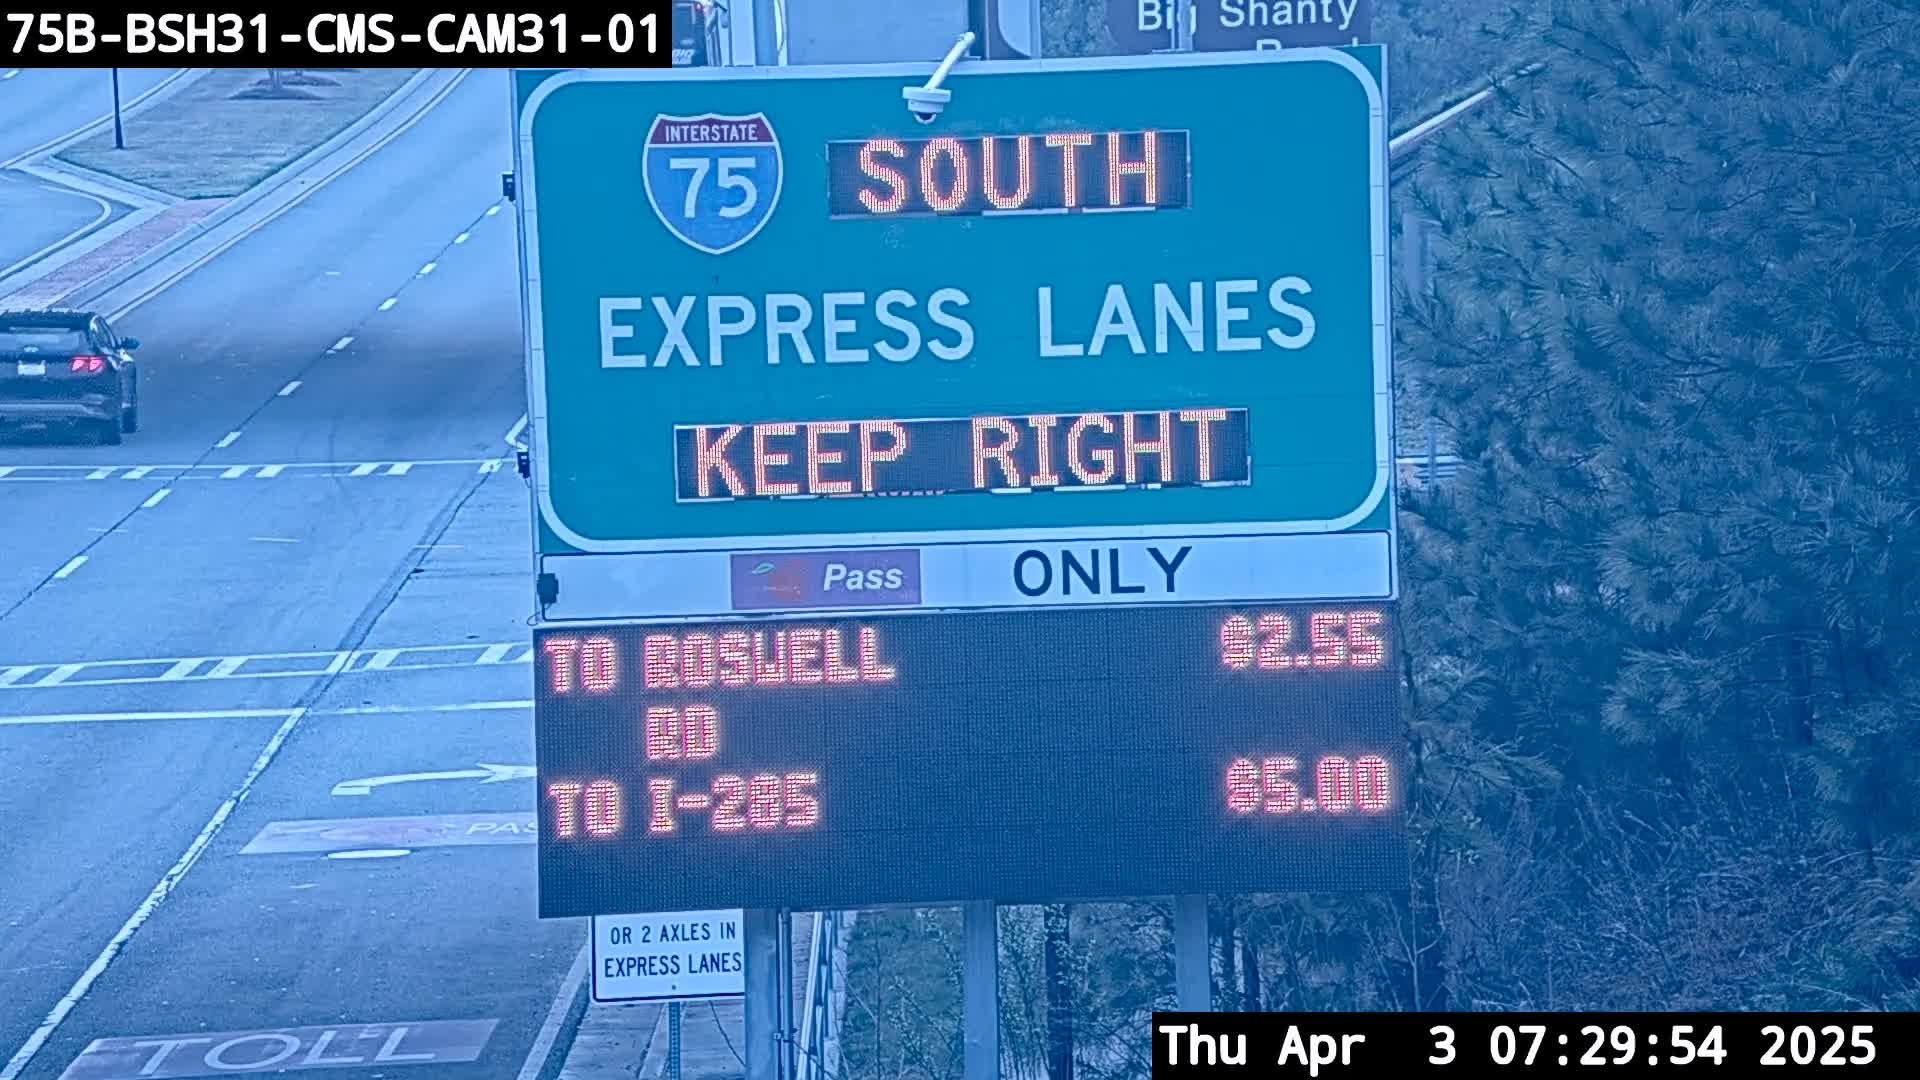 75B-BSH31-CMS-CAM31-01
Big Shanty
INTERSTATE
75
SOUTH
EXPRESS LANES
KEEP RIGHT
Pass ONLY
TO ROSWELL $2.55
RD
TO I-285 $5.00
OR 2 AXLES IN
EXPRESS LANES
TOLL
Thu Apr 3 07:29:54 2025